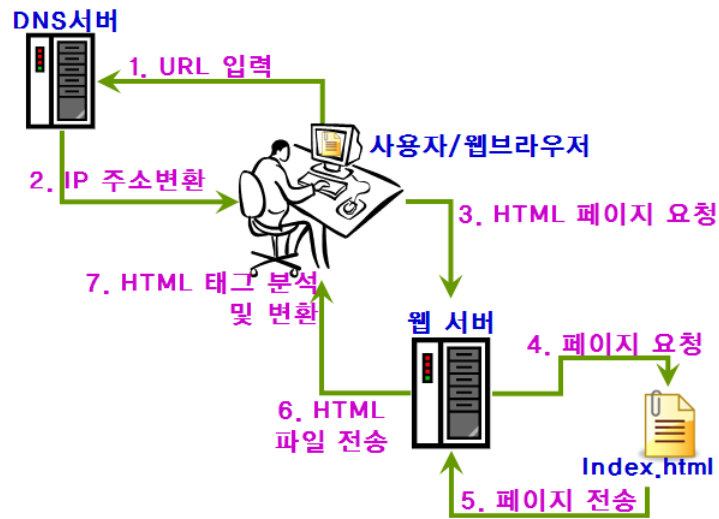 DNS서버
1. URL 입력
사용자/웹브라우저
2. IP 주소변환
3. HTML 페이지 요청
7. HTML 태그 분석
및 변환
웹 서버
4. 페이지 요청
6. HTML
파일 전송
Index.html
5. 페이지 전송